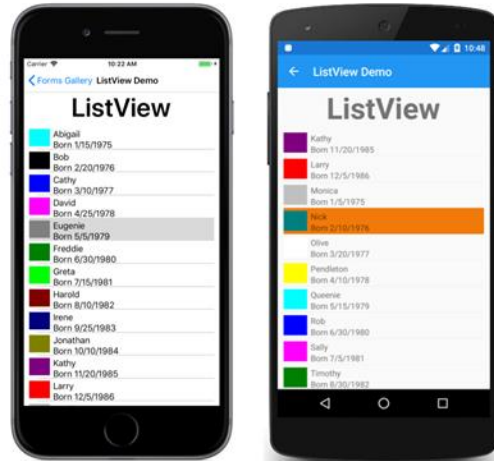 Carrier 10:22 AM
Forms Gallery ListView Demo
ListView
Abigail
Born 1/15/1975
Bob
Born 2/20/1976
Cathy
Born 3/10/1977
David
Born 4/25/1978
Eugenie
Born 5/5/1979
Freddie
Born 6/30/1980
Greta
Born 7/15/1981
Harold
Born 8/10/1982
Irene
Born 9/25/1983
Jonathan
Born 10/10/1984
Kathy
Born 11/20/1985
Larry
Born 12/5/1986
10:48
ListView Demo
ListView
Kathy
Born 11/20/1985
Larry
Born 12/5/1986
Monica
Born 1/5/1975
Nick
Born 2/10/1976
Olive
Born 3/20/1977
Pendleton
Born 4/10/1978
Queenie
Born 5/15/1979
Rob
Born 6/30/1980
Sally
Born 7/5/1981
Timothy
Born 8/30/1982